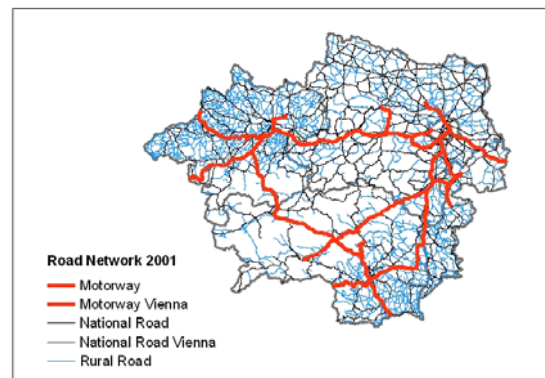 Road Network 2001
Motorway
Motorway Vienna
National Road
National Road Vienna
Rural Road